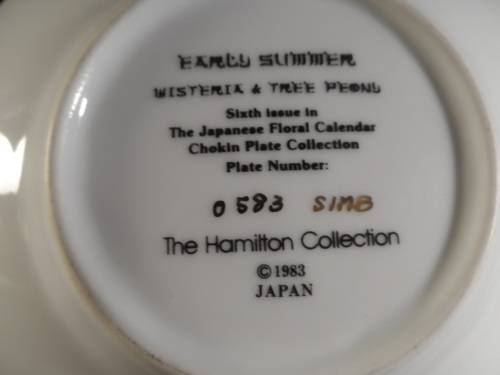 EARLY SUMMER
WISTERIA & TREE PEONY
Sixth issue in
The Japanese Floral Calendar
Chokin Plate Collection
Plate Number:
0593 SIMB
The Hamilton Collection
©1983
JAPAN